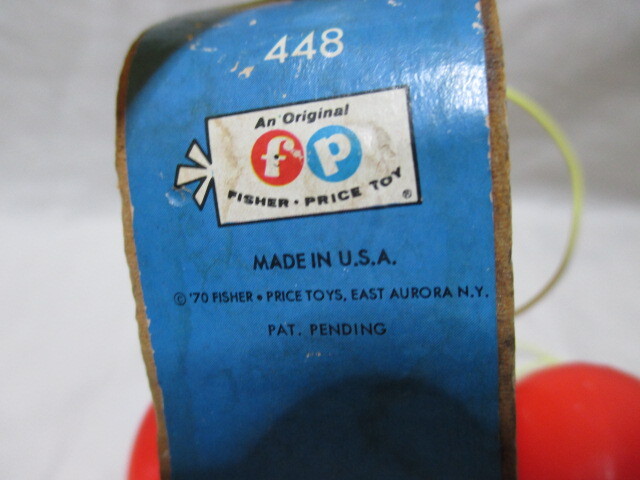 448
An Original
fp
FISHER • PRICE TOY
®
MADE IN U.S.A.
© '70 FISHER • PRICE TOYS, EAST AURORA N.Y.
PAT. PENDING